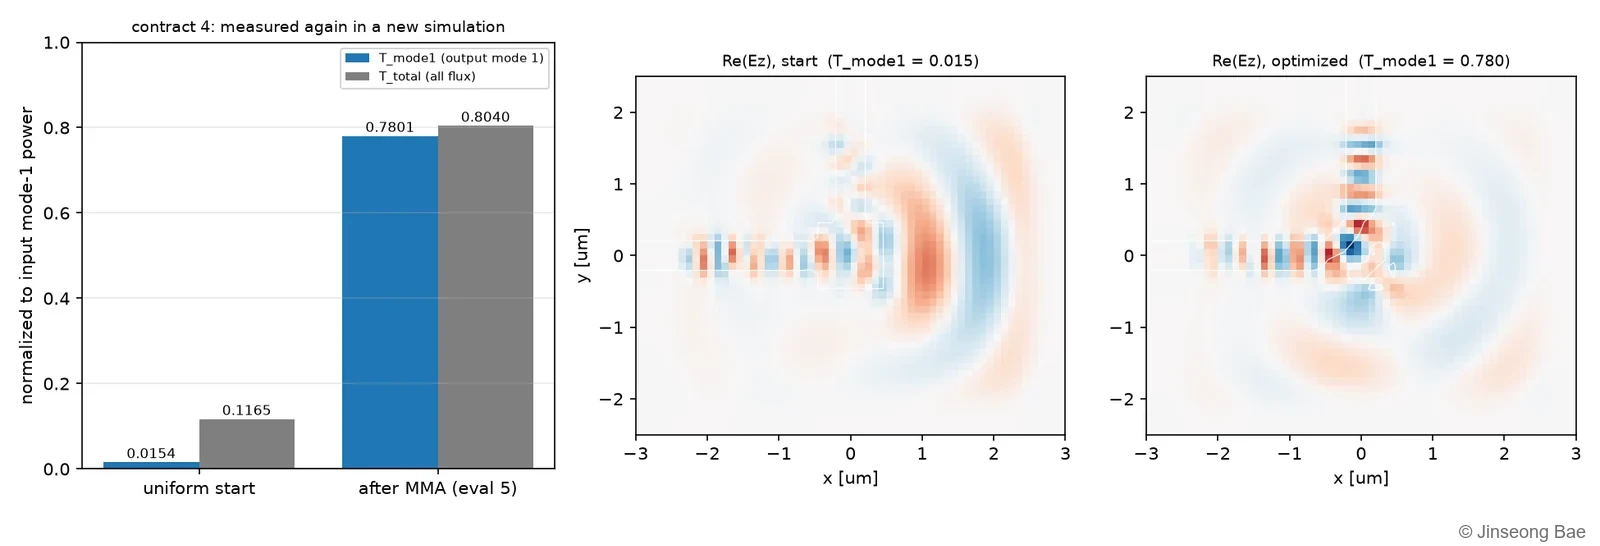 contract 4: measured again in a new simulation
normalized to input mode-1 power
1.0
0.8
0.6
0.4
0.2
0.0
T_mode1 (output mode 1)
T_total (all flux)
0.0154
0.1165
0.7801
0.8040
uniform start
after MMA (eval 5)
Re(Ez), start (T_mode1 = 0.015)
y [um]
2
1
0
−1
−2
−3 −2 −1 0 1 2 3
x [um]
Re(Ez), optimized (T_mode1 = 0.780)
2
1
0
−1
−2
−3 −2 −1 0 1 2 3
x [um]
© Jinseong Bae